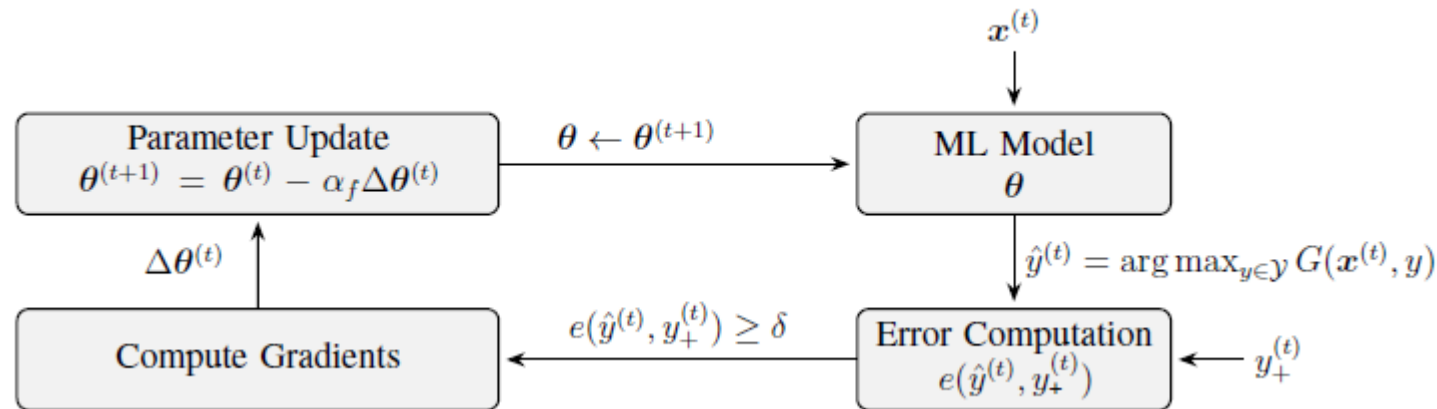 𝒙^(t)
Parameter Update
𝜽^(t+1) = 𝜽^(t) − α_f Δ𝜽^(t)
𝜽 ← 𝜽^(t+1)
ML Model
𝜽
Δ𝜽^(t)
ŷ^(t) = arg max_{y∈𝒴} G(𝒙^(t), y)
Compute Gradients
e(ŷ^(t), y_+^(t)) ≥ δ
Error Computation
e(ŷ^(t), y_+^(t))
y_+^(t)